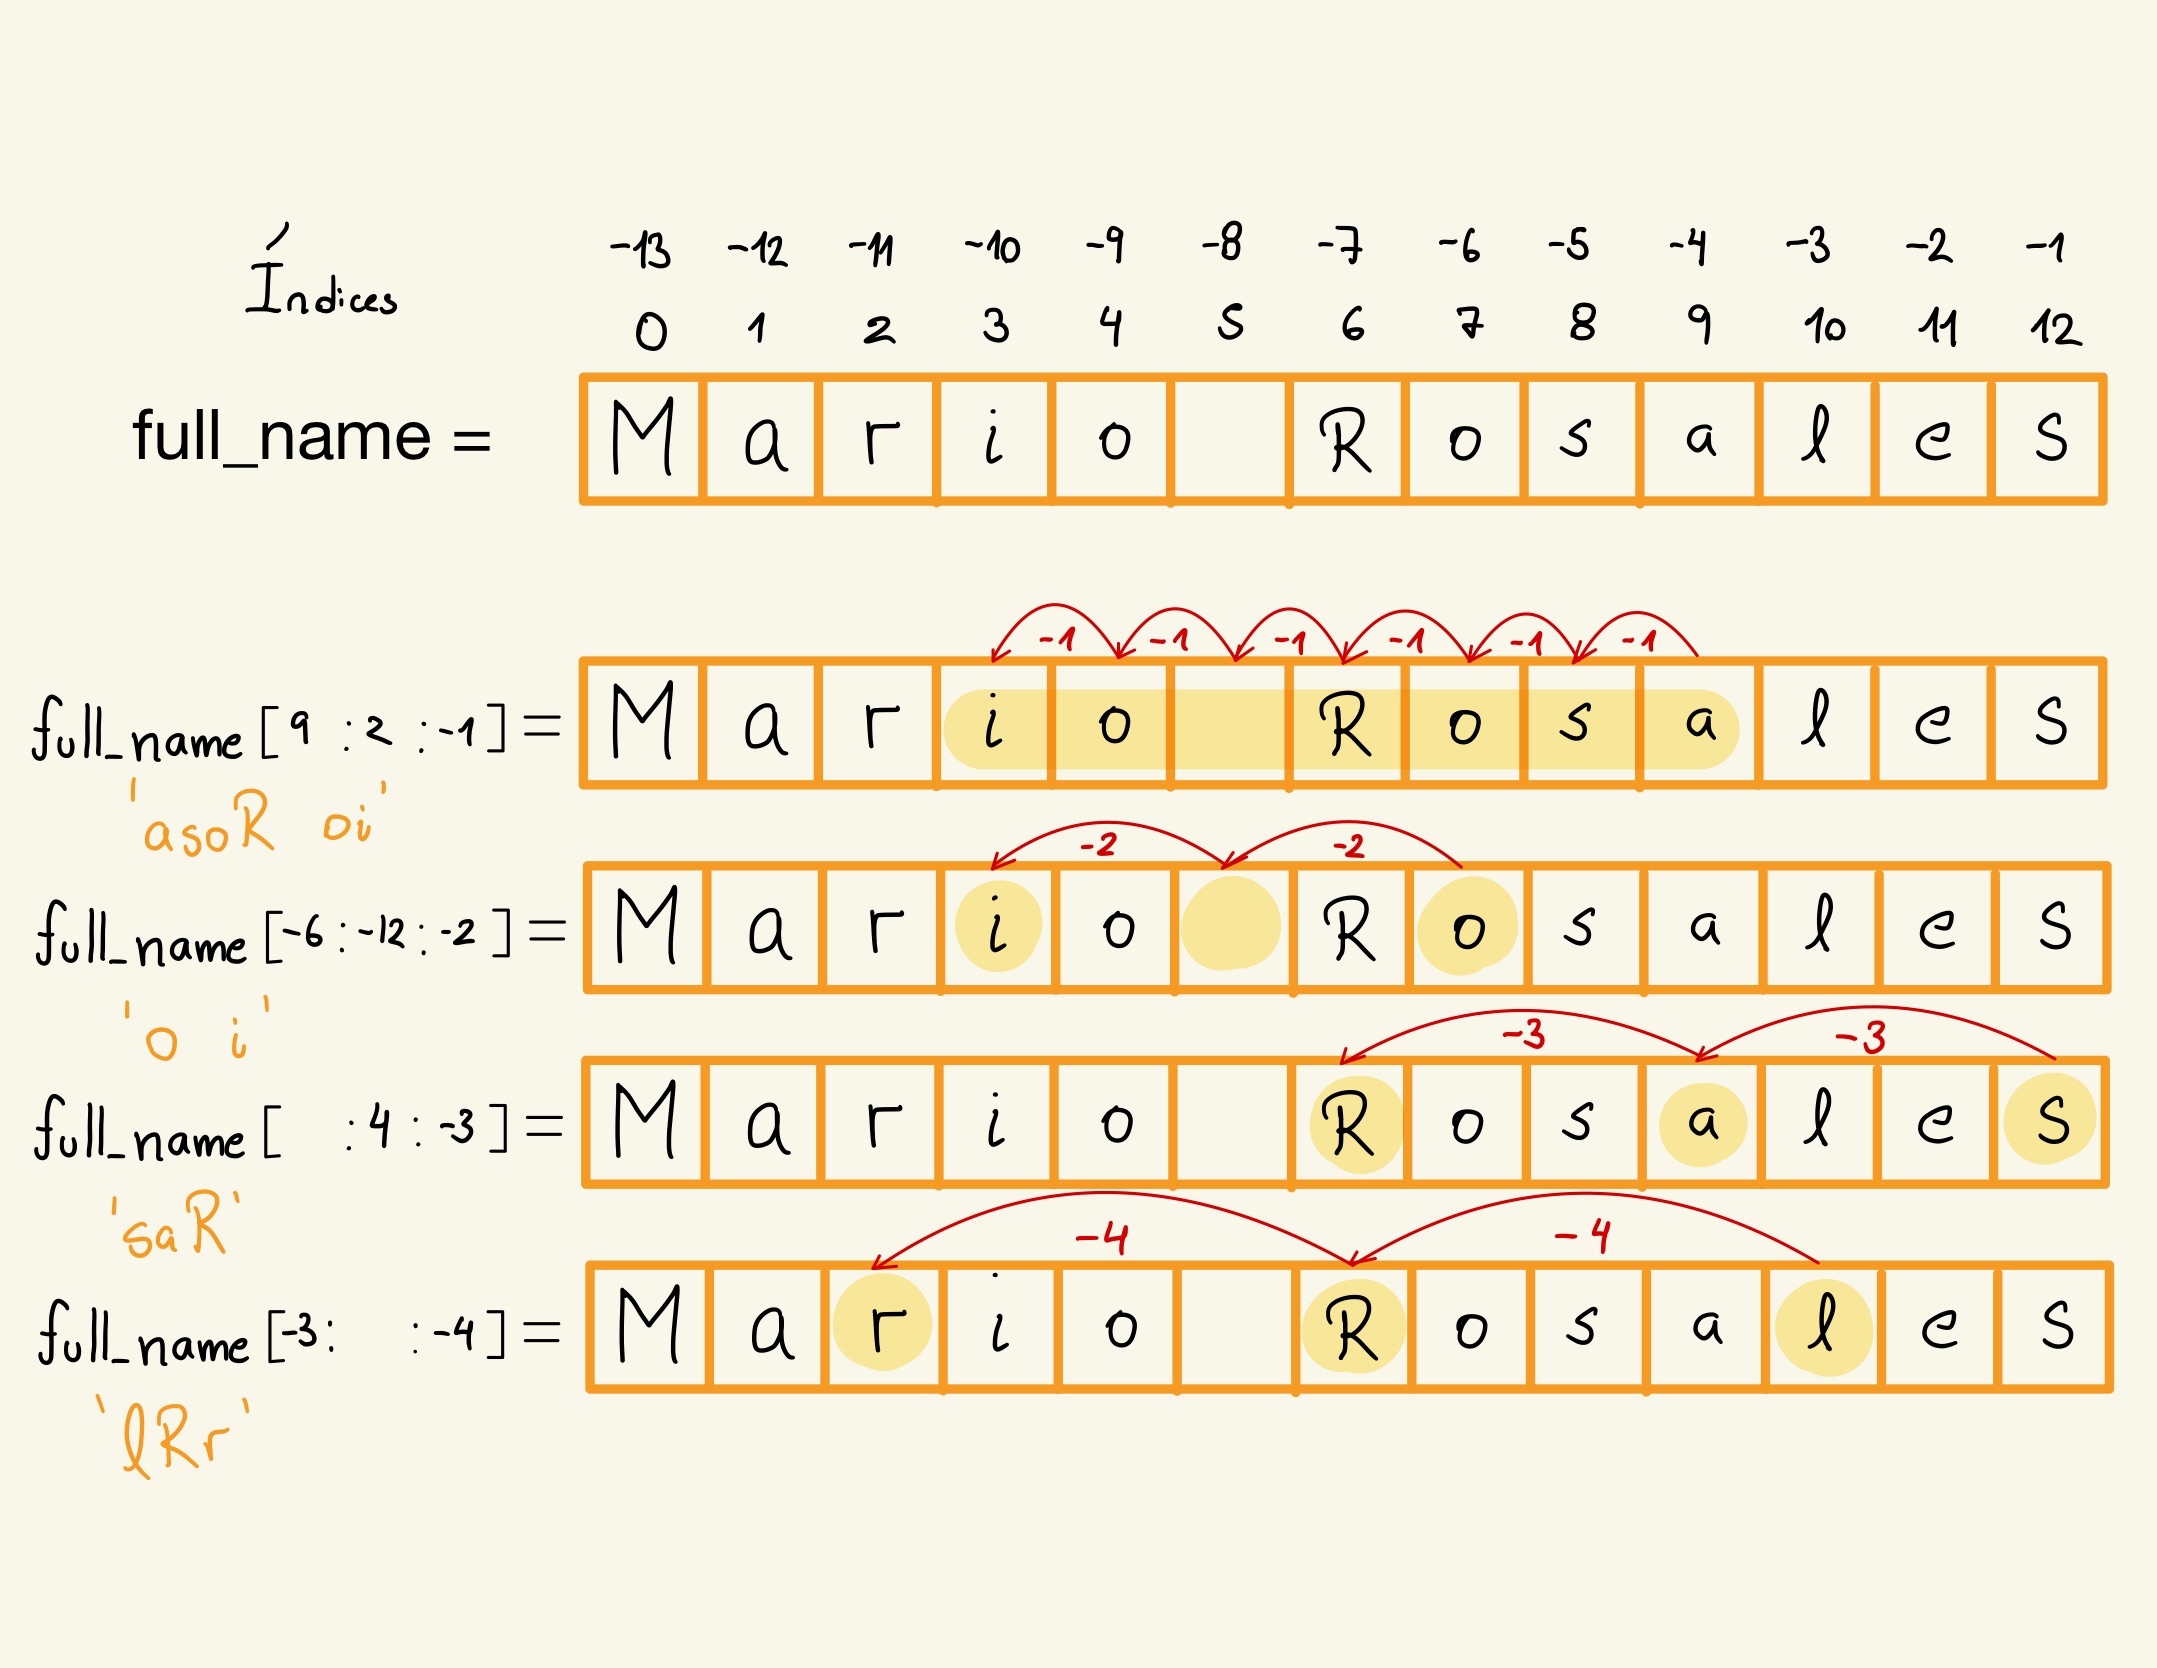 -13 -12 -11 -10 -9 -8 -7 -6 -5 -4 -3 -2 -1
Índices
0 1 2 3 4 5 6 7 8 9 10 11 12
full_name = M a r i o R o s a l e s
-1 -1 -1 -1 -1 -1
full_name [ 9 : 2 : -1 ] = M a r i o R o s a l e s
'asoR oi'
-2 -2
full_name [ -6 : -12 : -2 ] = M a r i o R o s a l e s
'o i'
-3 -3
full_name [ : 4 : -3 ] = M a r i o R o s a l e s
'saR'
-4 -4
full_name [ -3 : : -4 ] = M a r i o R o s a l e s
'lRr'